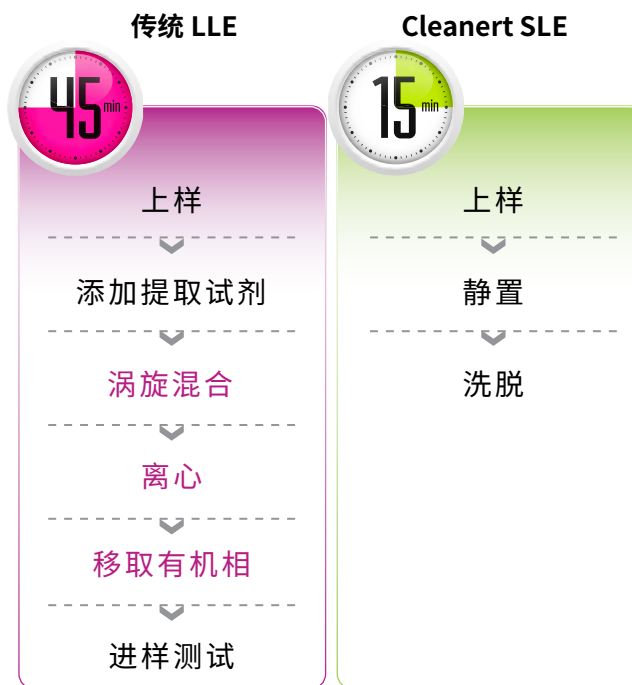 传统 LLE
45 min
上样
添加提取试剂
涡旋混合
离心
移取有机相
进样测试
Cleanert SLE
15 min
上样
静置
洗脱